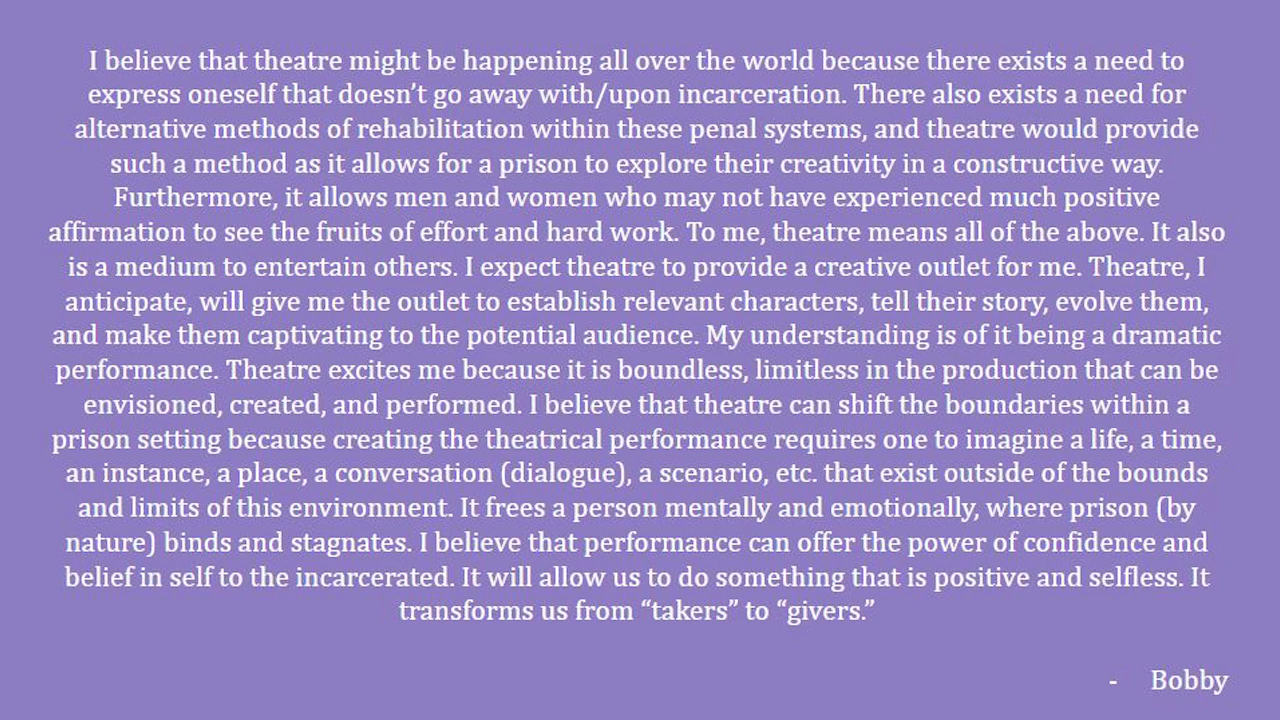 I believe that theatre might be happening all over the world because there exists a need to
express oneself that doesn’t go away with/upon incarceration. There also exists a need for
alternative methods of rehabilitation within these penal systems, and theatre would provide
such a method as it allows for a prison to explore their creativity in a constructive way.
Furthermore, it allows men and women who may not have experienced much positive
affirmation to see the fruits of effort and hard work. To me, theatre means all of the above. It also
is a medium to entertain others. I expect theatre to provide a creative outlet for me. Theatre, I
anticipate, will give me the outlet to establish relevant characters, tell their story, evolve them,
and make them captivating to the potential audience. My understanding is of it being a dramatic
performance. Theatre excites me because it is boundless, limitless in the production that can be
envisioned, created, and performed. I believe that theatre can shift the boundaries within a
prison setting because creating the theatrical performance requires one to imagine a life, a time,
an instance, a place, a conversation (dialogue), a scenario, etc. that exist outside of the bounds
and limits of this environment. It frees a person mentally and emotionally, where prison (by
nature) binds and stagnates. I believe that performance can offer the power of confidence and
belief in self to the incarcerated. It will allow us to do something that is positive and selfless. It
transforms us from “takers” to “givers.”
- Bobby